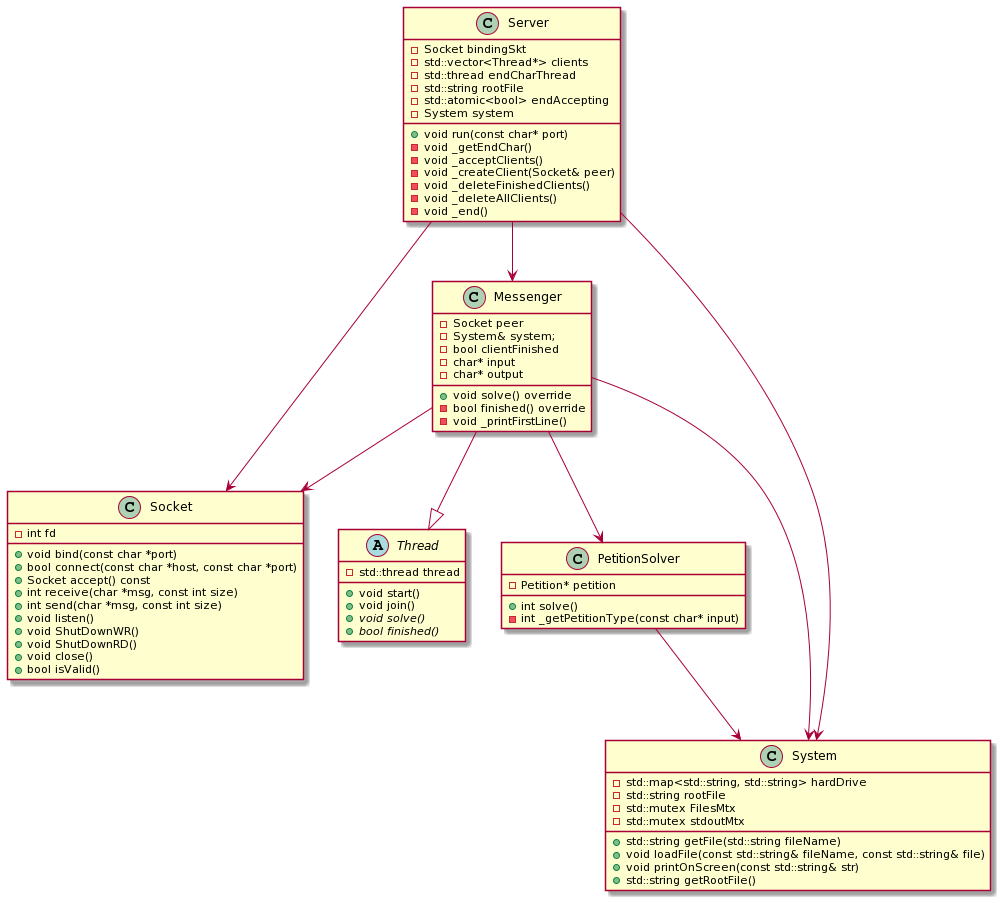 C Server
Socket bindingSkt
std::vector<Thread*> clients
std::thread endCharThread
std::string rootFile
std::atomic<bool> endAccepting
System system
void run(const char* port)
void _getEndChar()
void _acceptClients()
void _createClient(Socket& peer)
void _deleteFinishedClients()
void _deleteAllClients()
void _end()
C Messenger
Socket peer
System& system;
bool clientFinished
char* input
char* output
void solve() override
bool finished() override
void _printFirstLine()
C Socket
int fd
void bind(const char *port)
bool connect(const char *host, const char *port)
Socket accept() const
int receive(char *msg, const int size)
int send(char *msg, const int size)
void listen()
void ShutDownWR()
void ShutDownRD()
void close()
bool isValid()
A Thread
std::thread thread
void start()
void join()
void solve()
bool finished()
C PetitionSolver
Petition* petition
int solve()
int _getPetitionType(const char* input)
C System
std::map<std::string, std::string> hardDrive
std::string rootFile
std::mutex FilesMtx
std::mutex stdoutMtx
std::string getFile(std::string fileName)
void loadFile(const std::string& fileName, const std::string& file)
void printOnScreen(const std::string& str)
std::string getRootFile()